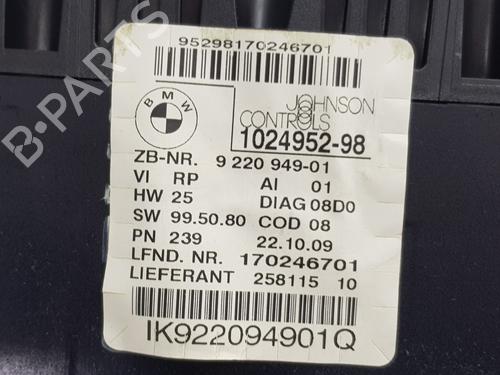 95298170246701
BMW
JOHNSON
CONTROLS
1024952-98
ZB-NR. 9 220 949-01
VI RP AI 01
HW 25 DIAG 08D0
SW 99.50.80 COD 08
PN 239 22.10.09
LFND. NR. 170246701
LIEFERANT 258115 10
IK922094901Q
B-PARTS